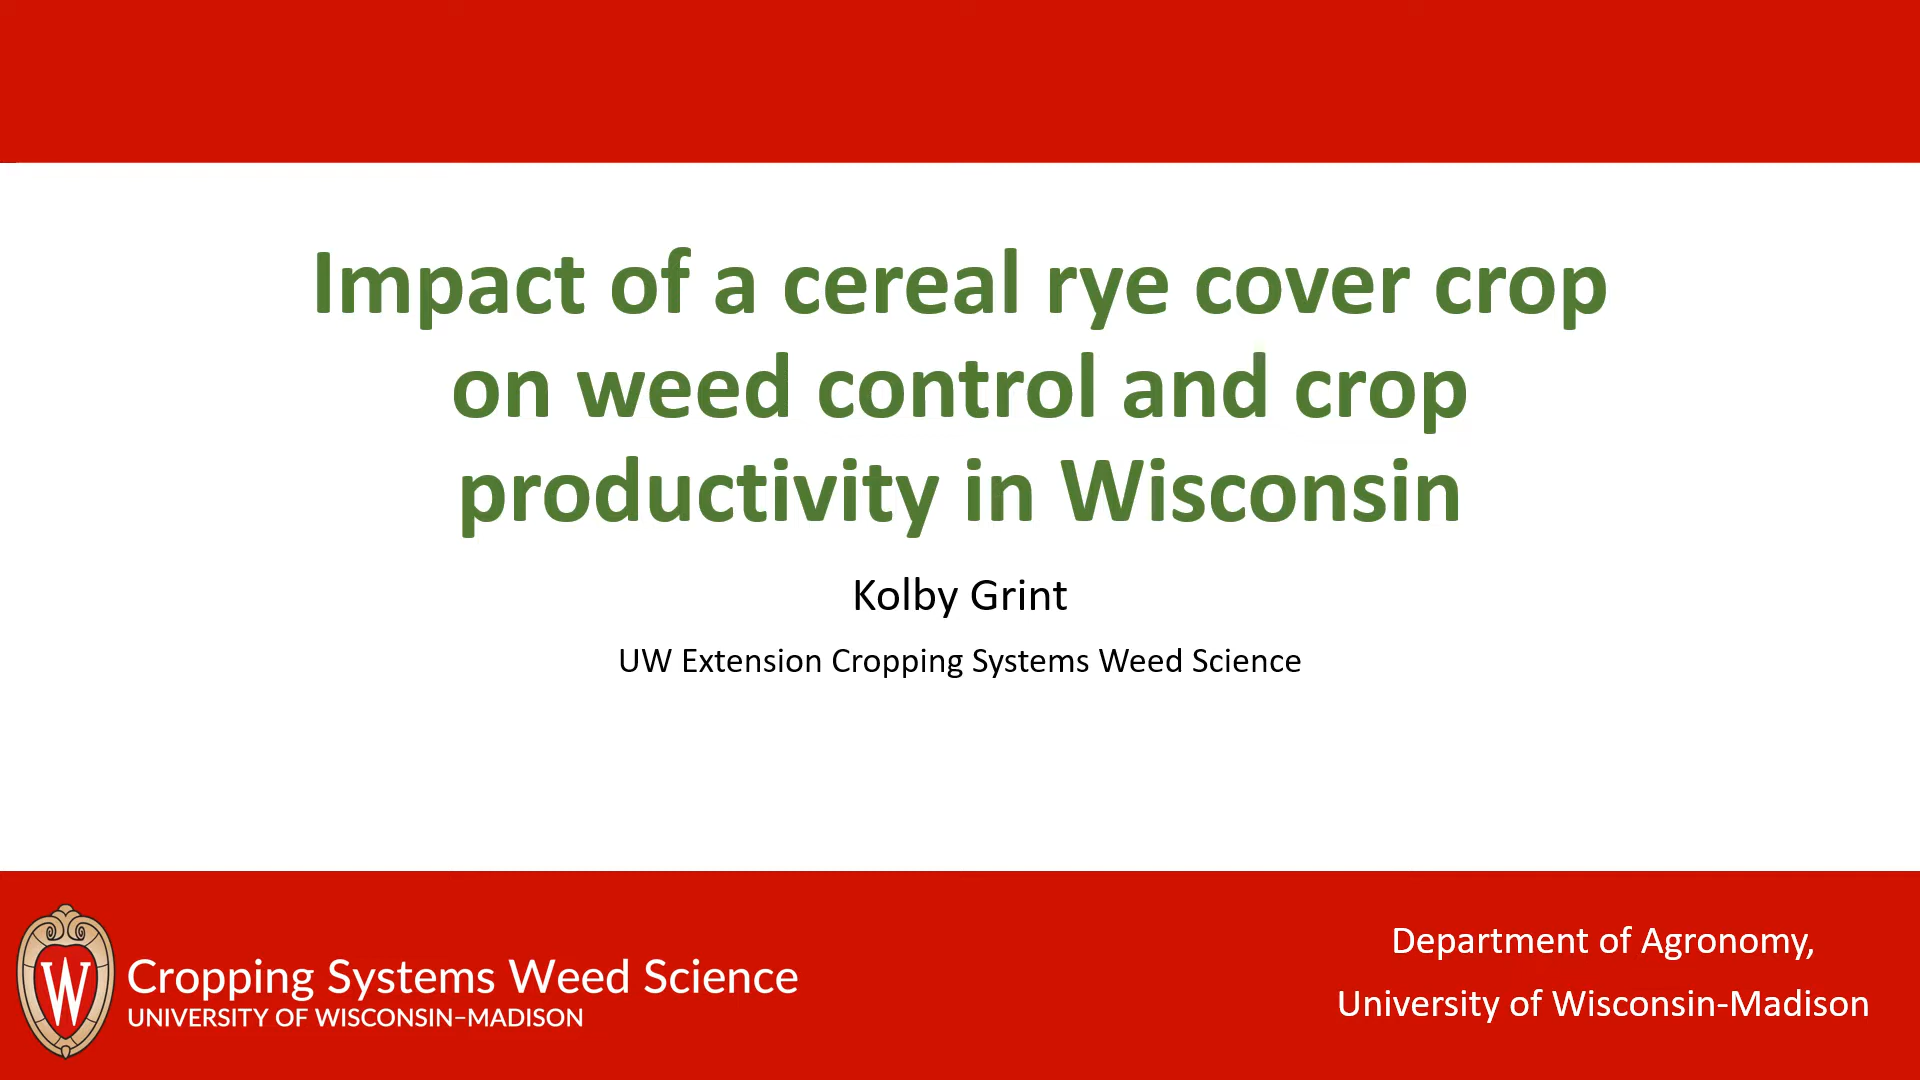 Impact of a cereal rye cover crop
on weed control and crop
productivity in Wisconsin
Kolby Grint
UW Extension Cropping Systems Weed Science
W
Cropping Systems Weed Science
UNIVERSITY OF WISCONSIN–MADISON
Department of Agronomy,
University of Wisconsin-Madison